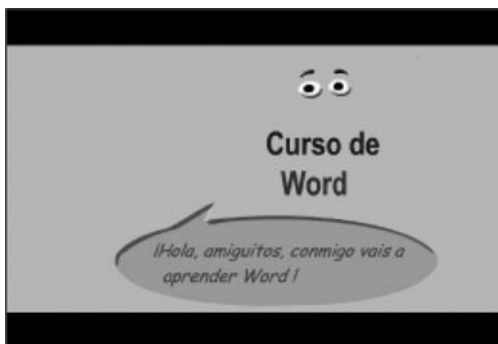 Curso de
Word
¡Hola, amiguitos, conmigo vais a
aprender Word !